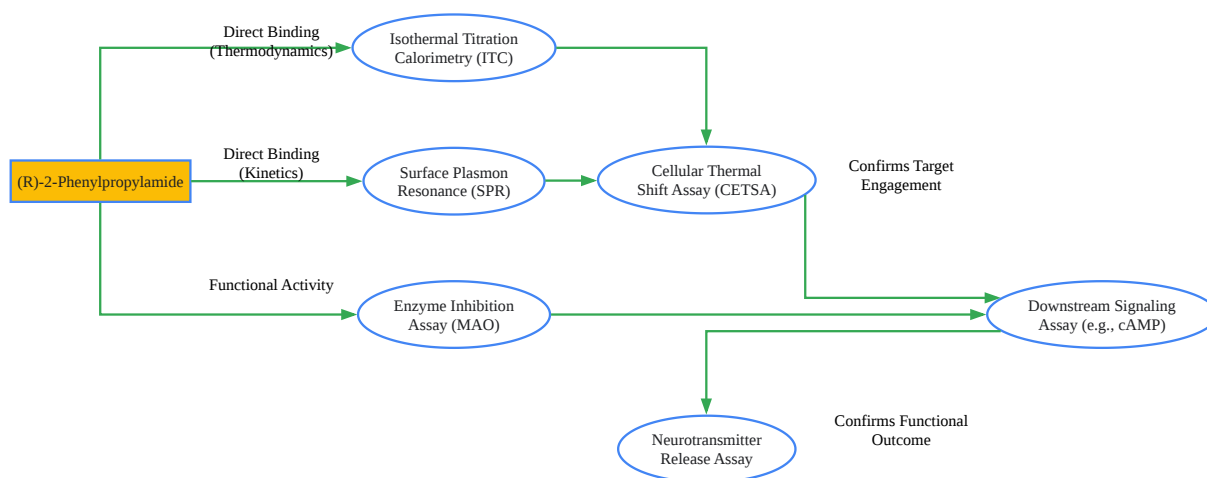 Direct Binding
(Thermodynamics)
Isothermal Titration
Calorimetry (ITC)
(R)-2-Phenylpropylamide
Direct Binding
(Kinetics)
Surface Plasmon
Resonance (SPR)
Cellular Thermal
Shift Assay (CETSA)
Confirms Target
Engagement
Functional Activity
Enzyme Inhibition
Assay (MAO)
Downstream Signaling
Assay (e.g., cAMP)
Neurotransmitter
Release Assay
Confirms Functional
Outcome